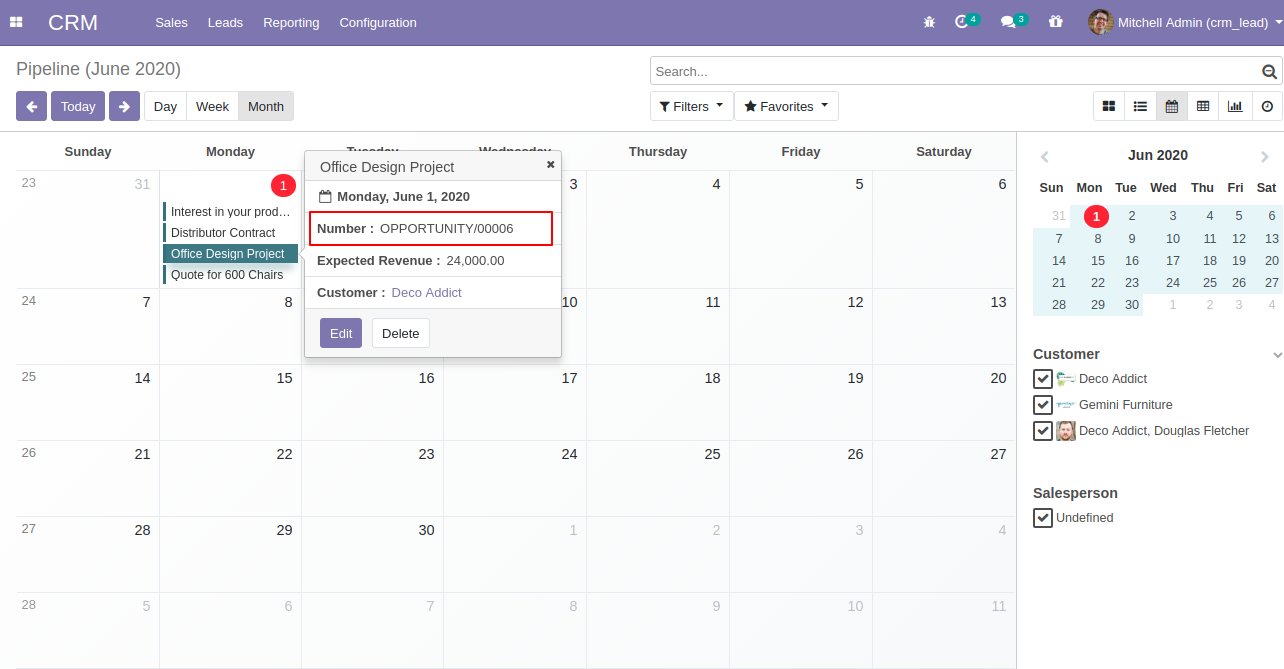 CRM Sales Leads Reporting Configuration 4 3 Mitchell Admin (crm_lead)
Pipeline (June 2020)
Search...
Today Day Week Month
Filters Favorites
Sunday Monday Tuesday Wednesday Thursday Friday Saturday
23 31 1 3 4 5 6
Interest in your prod…
Distributor Contract
Office Design Project
Quote for 600 Chairs
Office Design Project
Monday, June 1, 2020
Number : OPPORTUNITY/00006
Expected Revenue : 24,000.00
Customer : Deco Addict
Edit Delete
24 7 8 10 11 12 13
25 14 15 16 17 18 19 20
26 21 22 23 24 25 26 27
27 28 29 30 1 2 3 4
28 5 6 7 8 9 10 11
Jun 2020
Sun Mon Tue Wed Thu Fri Sat
31 1 2 3 4 5 6
7 8 9 10 11 12 13
14 15 16 17 18 19 20
21 22 23 24 25 26 27
28 29 30 1 2 3 4
Customer
Deco Addict
Gemini Furniture
Deco Addict, Douglas Fletcher
Salesperson
Undefined